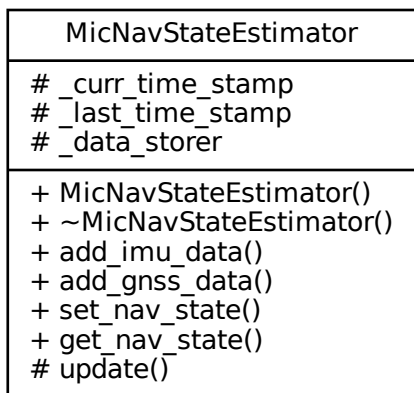 MicNavStateEstimator
# _curr_time_stamp
# _last_time_stamp
# _data_storer
+ MicNavStateEstimator()
+ ~MicNavStateEstimator()
+ add_imu_data()
+ add_gnss_data()
+ set_nav_state()
+ get_nav_state()
# update()